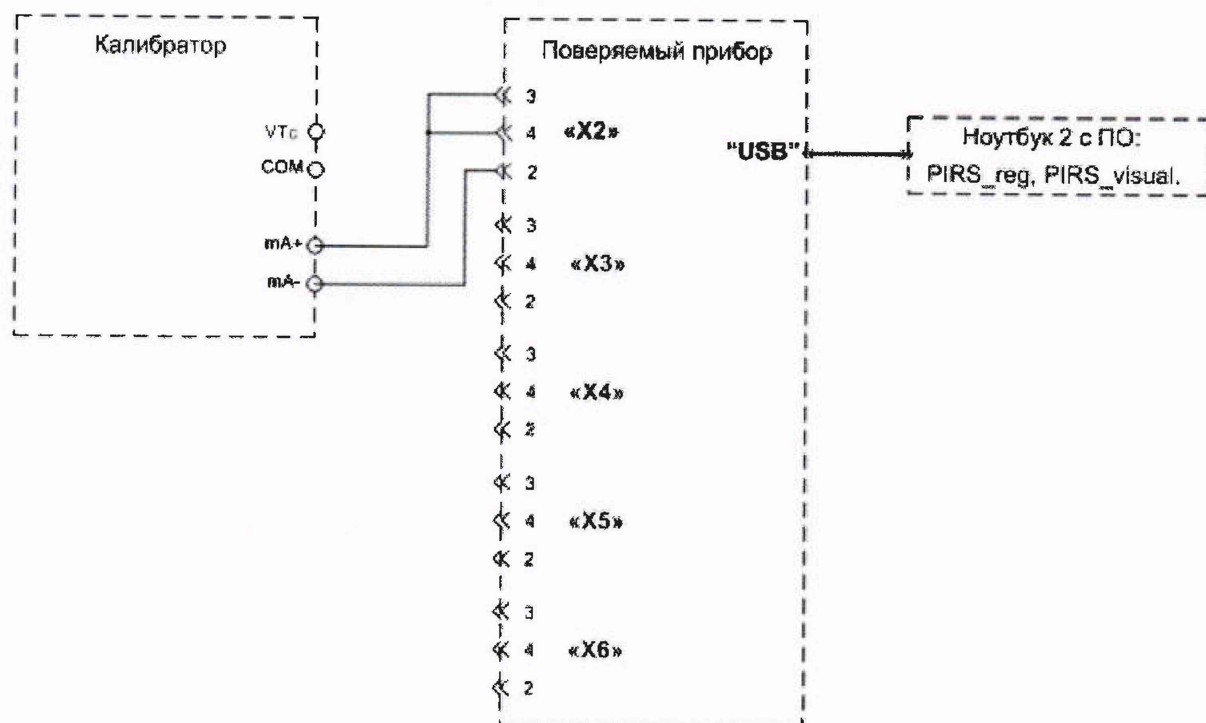 Калибратор
VTc
COM
mA+
mA-
Поверяемый прибор
3
4 «X2»
2
3
4 «X3»
2
3
4 «X4»
2
3
4 «X5»
2
3
4 «X6»
2
"USB"
Ноутбук 2 с ПО:
PIRS_reg, PIRS_visual.